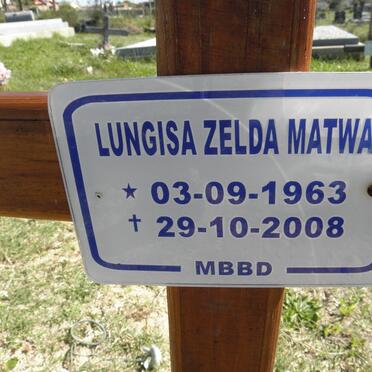 LUNGISA ZELDA MATWA
★ 03-09-1963
✝ 29-10-2008
MBBD